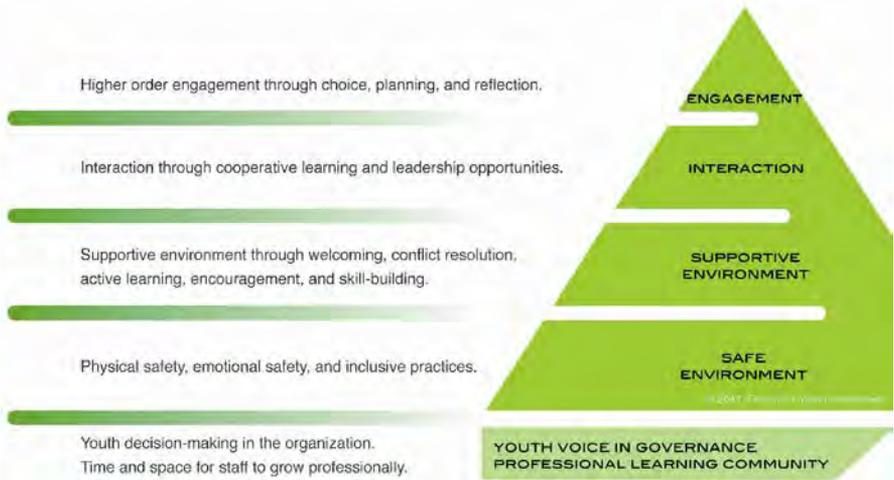 Higher order engagement through choice, planning, and reflection.
ENGAGEMENT
Interaction through cooperative learning and leadership opportunities.
INTERACTION
Supportive environment through welcoming, conflict resolution,
active learning, encouragement, and skill-building.
SUPPORTIVE
ENVIRONMENT
Physical safety, emotional safety, and inclusive practices.
SAFE
ENVIRONMENT
Youth decision-making in the organization.
Time and space for staff to grow professionally.
YOUTH VOICE IN GOVERNANCE
PROFESSIONAL LEARNING COMMUNITY